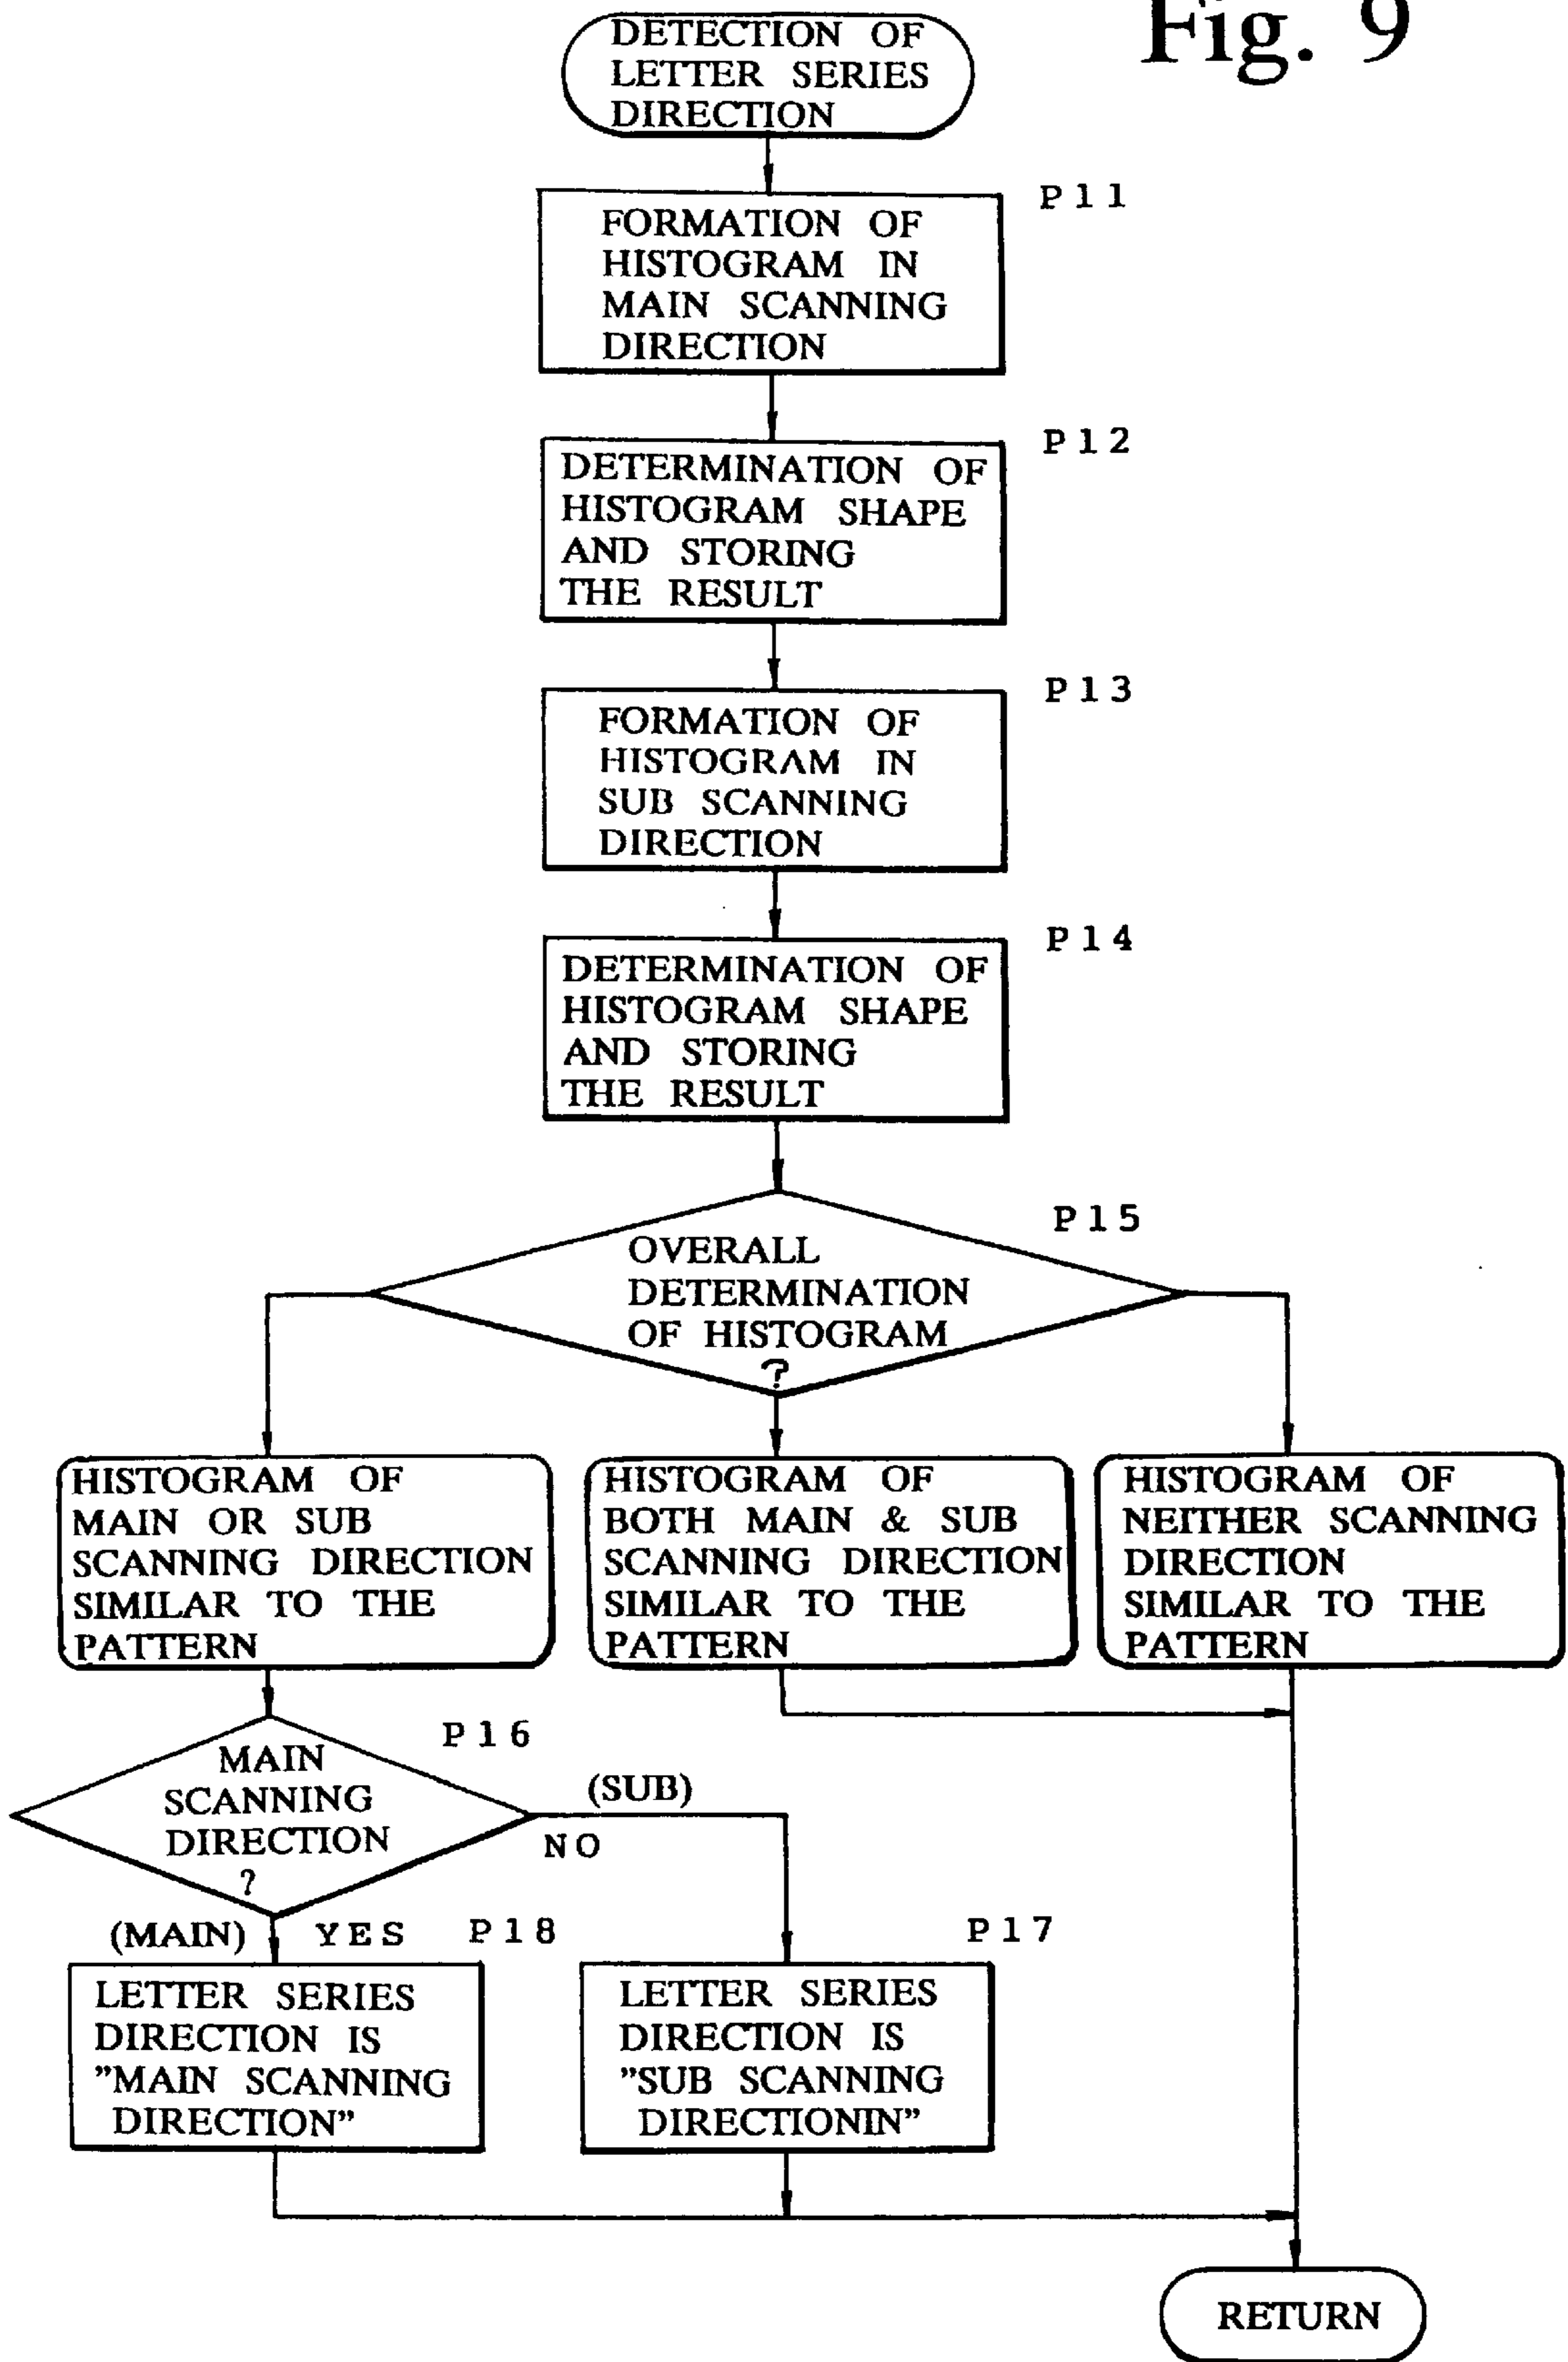 Fig. 9
DETECTION OF
LETTER SERIES
DIRECTION
P11
FORMATION OF
HISTOGRAM IN
MAIN SCANNING
DIRECTION
P12
DETERMINATION OF
HISTOGRAM SHAPE
AND STORING
THE RESULT
P13
FORMATION OF
HISTOGRAM IN
SUB SCANNING
DIRECTION
P14
DETERMINATION OF
HISTOGRAM SHAPE
AND STORING
THE RESULT
P15
OVERALL
DETERMINATION
OF HISTOGRAM
?
HISTOGRAM OF
MAIN OR SUB
SCANNING DIRECTION
SIMILAR TO THE
PATTERN
HISTOGRAM OF
BOTH MAIN & SUB
SCANNING DIRECTION
SIMILAR TO THE
PATTERN
HISTOGRAM OF
NEITHER SCANNING
DIRECTION
SIMILAR TO THE
PATTERN
P16
MAIN
SCANNING
DIRECTION
?
(SUB)
NO
(MAIN) YES
P18
LETTER SERIES
DIRECTION IS
"MAIN SCANNING
DIRECTION"
P17
LETTER SERIES
DIRECTION IS
"SUB SCANNING
DIRECTIONIN"
RETURN